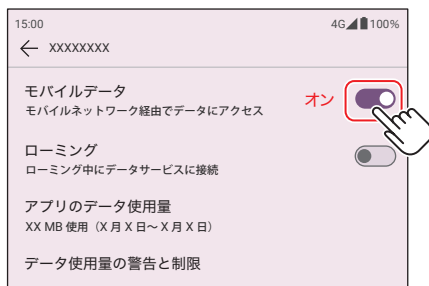 15:00 4G 100%
← XXXXXXXX
モバイルデータ オン
モバイルネットワーク経由でデータにアクセス
ローミング
ローミング中にデータサービスに接続
アプリのデータ使用量
XX MB 使用（X 月 X 日～ X 月 X 日）
データ使用量の警告と制限